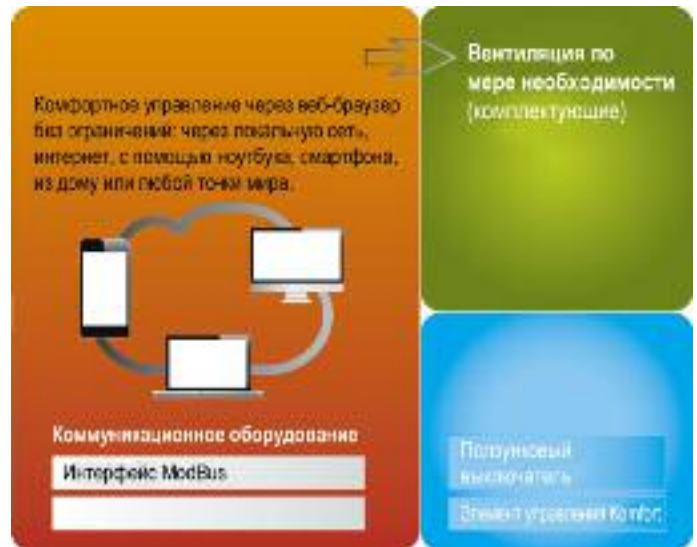 Комфортное управление через веб-браузер
без ограничений: через локальную сеть,
интернет, с помощью ноутбука, смартфона,
из дому или любой точки мира.
Коммуникационное оборудование
Интерфейс ModBus
Вентиляция по
мере необходимости
(комплектующие)
Ползунковый
выключатель
Элемент управления Komfort